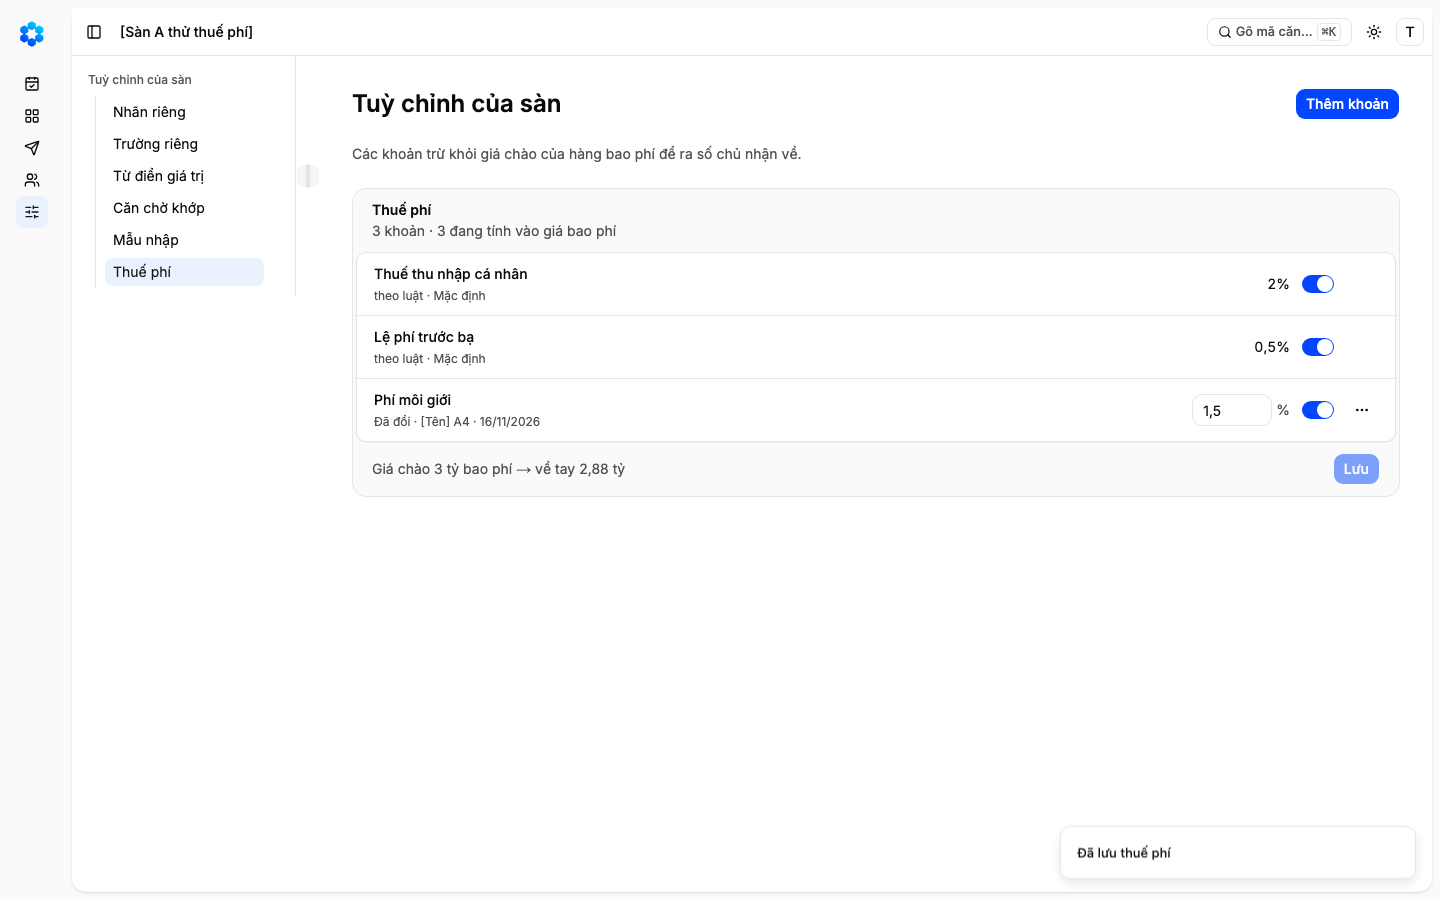 [Sàn A thử thuế phí]
Gõ mã căn... ⌘K
T
Tuỳ chỉnh của sàn
Nhãn riêng
Trường riêng
Từ điển giá trị
Căn chờ khớp
Mẫu nhập
Thuế phí
Tuỳ chỉnh của sàn
Thêm khoản
Các khoản trừ khỏi giá chào của hàng bao phí để ra số chủ nhận về.
Thuế phí
3 khoản · 3 đang tính vào giá bao phí
Thuế thu nhập cá nhân
theo luật · Mặc định
2%
Lệ phí trước bạ
theo luật · Mặc định
0,5%
Phí môi giới
Đã đổi · [Tên] A4 · 16/11/2026
1,5 %
Giá chào 3 tỷ bao phí → về tay 2,88 tỷ
Lưu
Đã lưu thuế phí